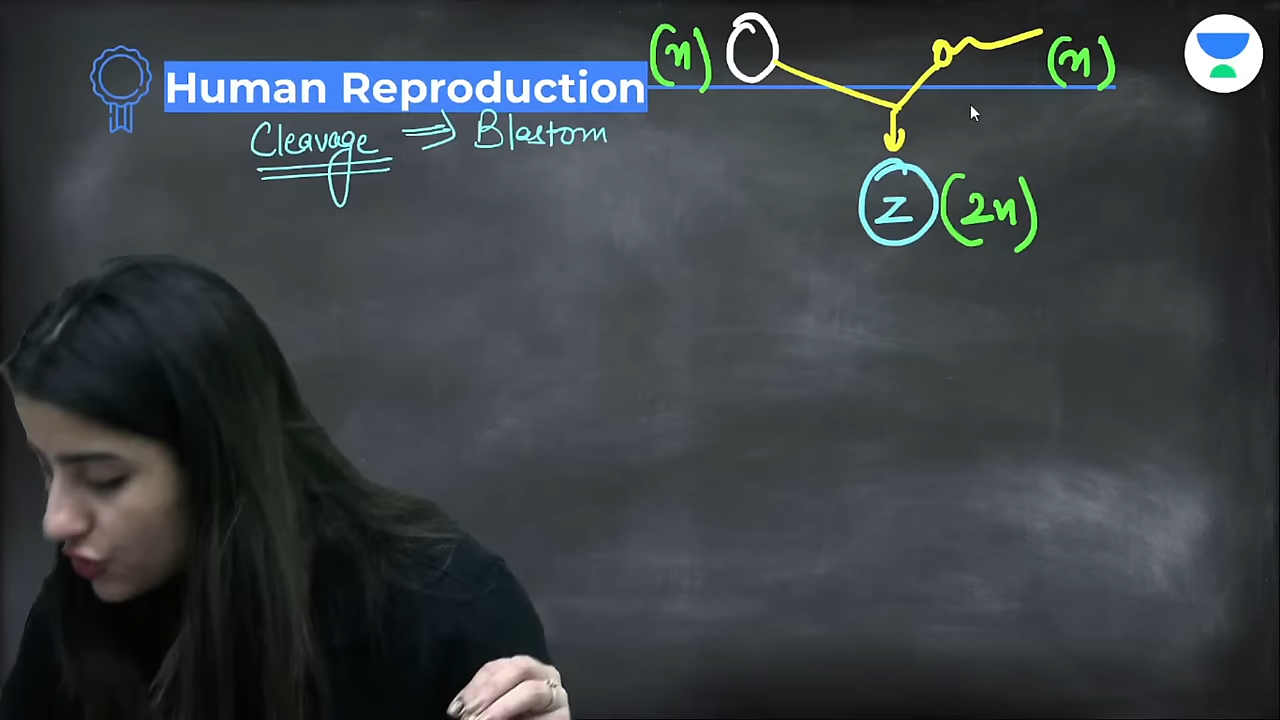 (n) (n)
Human Reproduction
Cleavage ⇒ Blastom
Z (2n)